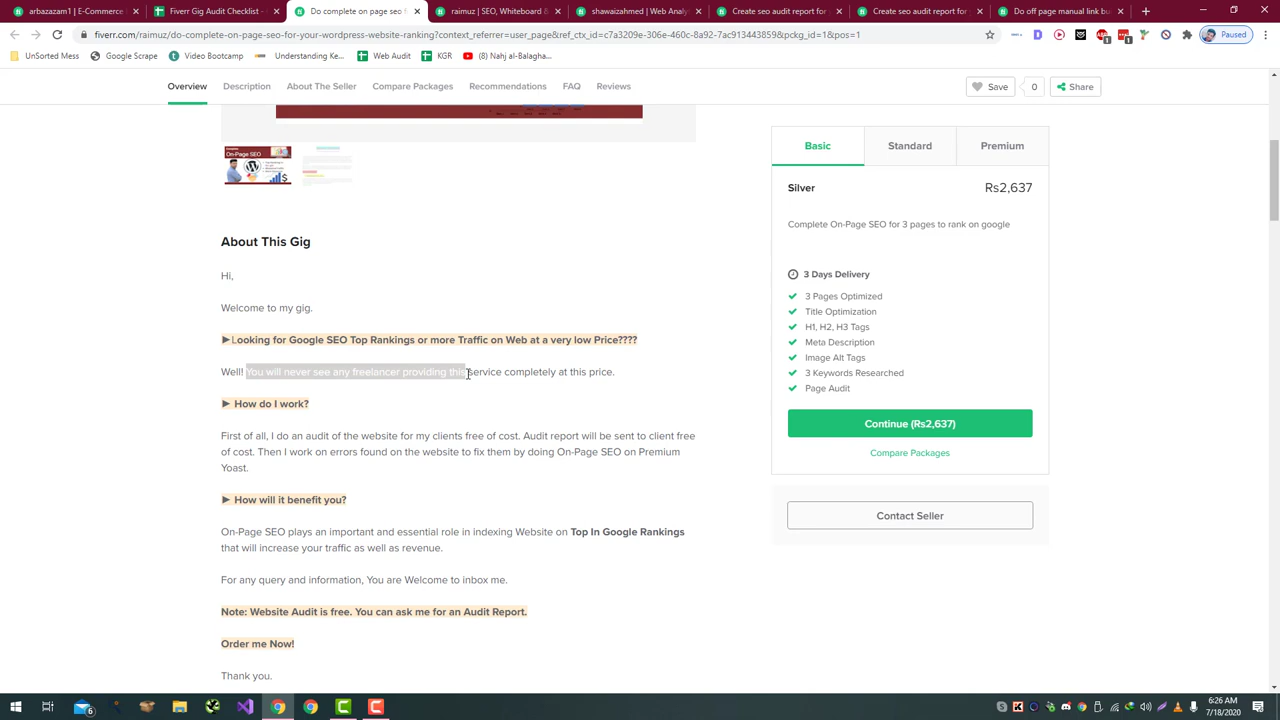 arbazazam1 | E-Commerce
Fiverr Gig Audit Checklist -
Do complete on-page seo
raimuz | SEO, Whiteboard &
shawaizahmed | Web Analy
Create seo audit report for
Create seo audit report for
Do off page manual link bu
fiverr.com/raimuz/do-complete-on-page-seo-for-your-wordpress-website-ranking?context_referrer=user_page&ref_ctx_id=c7a3209e-306e-460c-8a92-7ac913443859&pckg_id=1&pos=1
Paused
UnSorted Mess
Google Scrape
Video Bootcamp
Understanding Ke...
Web Audit
KGR
(8) Nahj al-Balagha...
Overview
Description
About The Seller
Compare Packages
Recommendations
FAQ
Reviews
Save
0
Share
Complete
On-Page SEO
About This Gig
Hi,
Welcome to my gig.
►Looking for Google SEO Top Rankings or more Traffic on Web at a very low Price????
Well! You will never see any freelancer providing this service completely at this price.
► How do I work?
First of all, I do an audit of the website for my clients free of cost. Audit report will be sent to client free
of cost. Then I work on errors found on the website to fix them by doing On-Page SEO on Premium
Yoast.
► How will it benefit you?
On-Page SEO plays an important and essential role in indexing Website on Top In Google Rankings
that will increase your traffic as well as revenue.
For any query and information, You are Welcome to inbox me.
Note: Website Audit is free. You can ask me for an Audit Report.
Order me Now!
Thank you.
Basic
Standard
Premium
Silver
Rs2,637
Complete On-Page SEO for 3 pages to rank on google
3 Days Delivery
3 Pages Optimized
Title Optimization
H1, H2, H3 Tags
Meta Description
Image Alt Tags
3 Keywords Researched
Page Audit
Continue (Rs2,637)
Compare Packages
Contact Seller
6:26 AM
7/18/2020